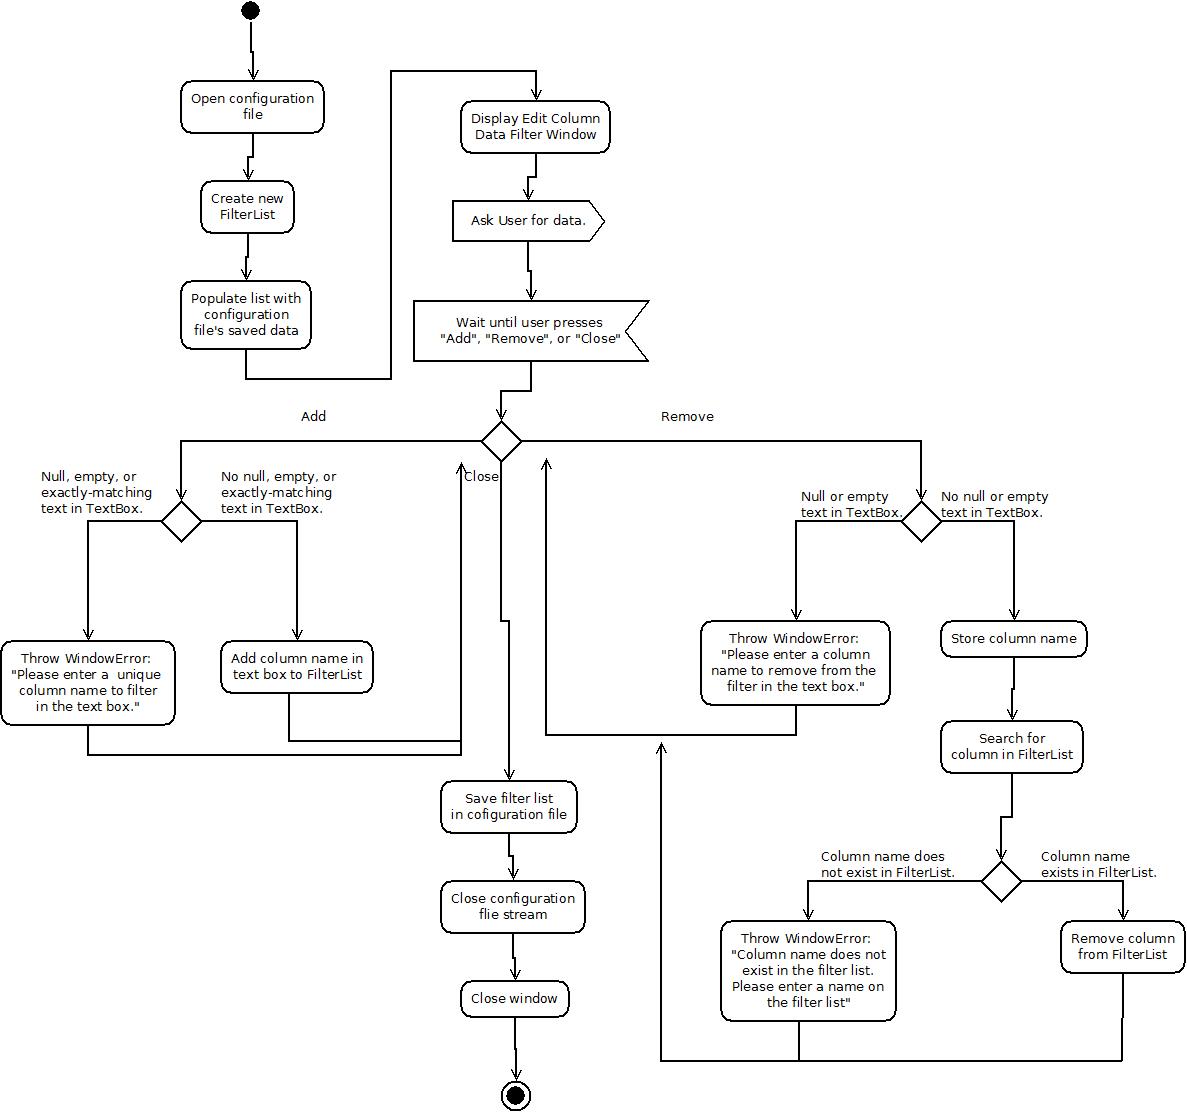 Open configuration
file
Create new
FilterList
Populate list with
configuration
file's saved data
Display Edit Column
Data Filter Window
Ask User for data.
Wait until user presses
"Add", "Remove", or "Close"
Add
Remove
Close
Null, empty, or
exactly-matching
text in TextBox.
No null, empty, or
exactly-matching
text in TextBox.
Throw WindowError:
"Please enter a  unique
column name to filter
in the text box."
Add column name in
text box to FilterList
Null or empty
text in TextBox.
No null or empty
text in TextBox.
Throw WindowError:
"Please enter a column
name to remove from the
filter in the text box."
Store column name
Search for
column in FilterList
Column name does
not exist in FilterList.
Column name
exists in FilterList.
Throw WindowError:
"Column name does not
exist in the filter list.
Please enter a name on
the filter list"
Remove column
from FilterList
Save filter list
in cofiguration file
Close configuration
flie stream
Close window